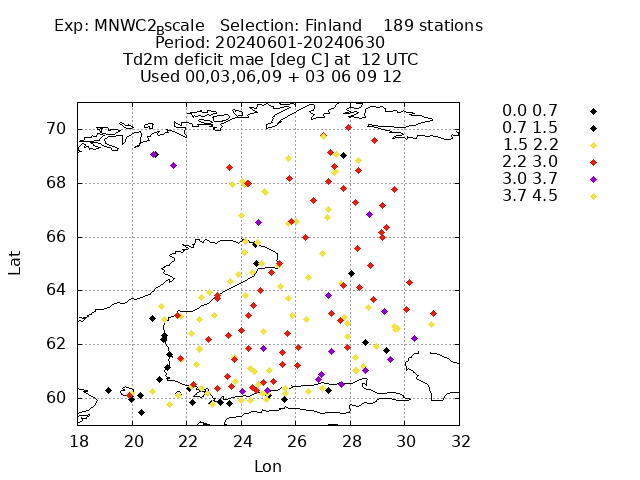 Exp: MNWC2Bscale Selection: Finland 189 stations
Period: 20240601-20240630
Td2m deficit mae [deg C] at 12 UTC
Used 00,03,06,09 + 03 06 09 12
0.0 0.7
0.7 1.5
1.5 2.2
2.2 3.0
3.0 3.7
3.7 4.5
70
68
66
64
62
60
Lat
18 20 22 24 26 28 30 32
Lon